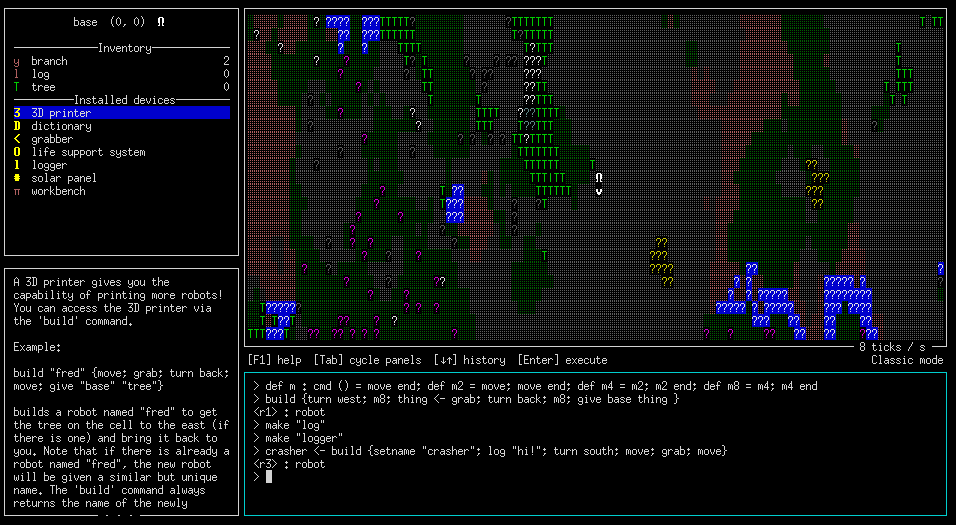 base (0, 0) Ω
Inventory
y branch 2
l log 0
T tree 0
Installed devices
3 3D printer
D dictionary
< grabber
O life support system
l logger
# solar panel
π workbench
A 3D printer gives you the
capability of printing more robots!
You can access the 3D printer via
the 'build' command.
Example:
build "fred" {move; grab; turn back;
move; give "base" "tree"}
builds a robot named "fred" to get
the tree on the cell to the east (if
there is one) and bring it back to
you. Note that if there is already a
robot named "fred", the new robot
will be given a similar but unique
name. The 'build' command always
returns the name of the newly
8 ticks / s
[F1] help [Tab] cycle panels [↓↑] history [Enter] execute
Classic mode
> def m : cmd () = move end; def m2 = move; move end; def m4 = m2; m2 end; def m8 = m4; m4 end
> build {turn west; m8; thing <- grab; turn back; m8; give base thing }
<r1> : robot
> make "log"
> make "logger"
> crasher <- build {setname "crasher"; log "hi!"; turn south; move; grab; move}
<r3> : robot
>